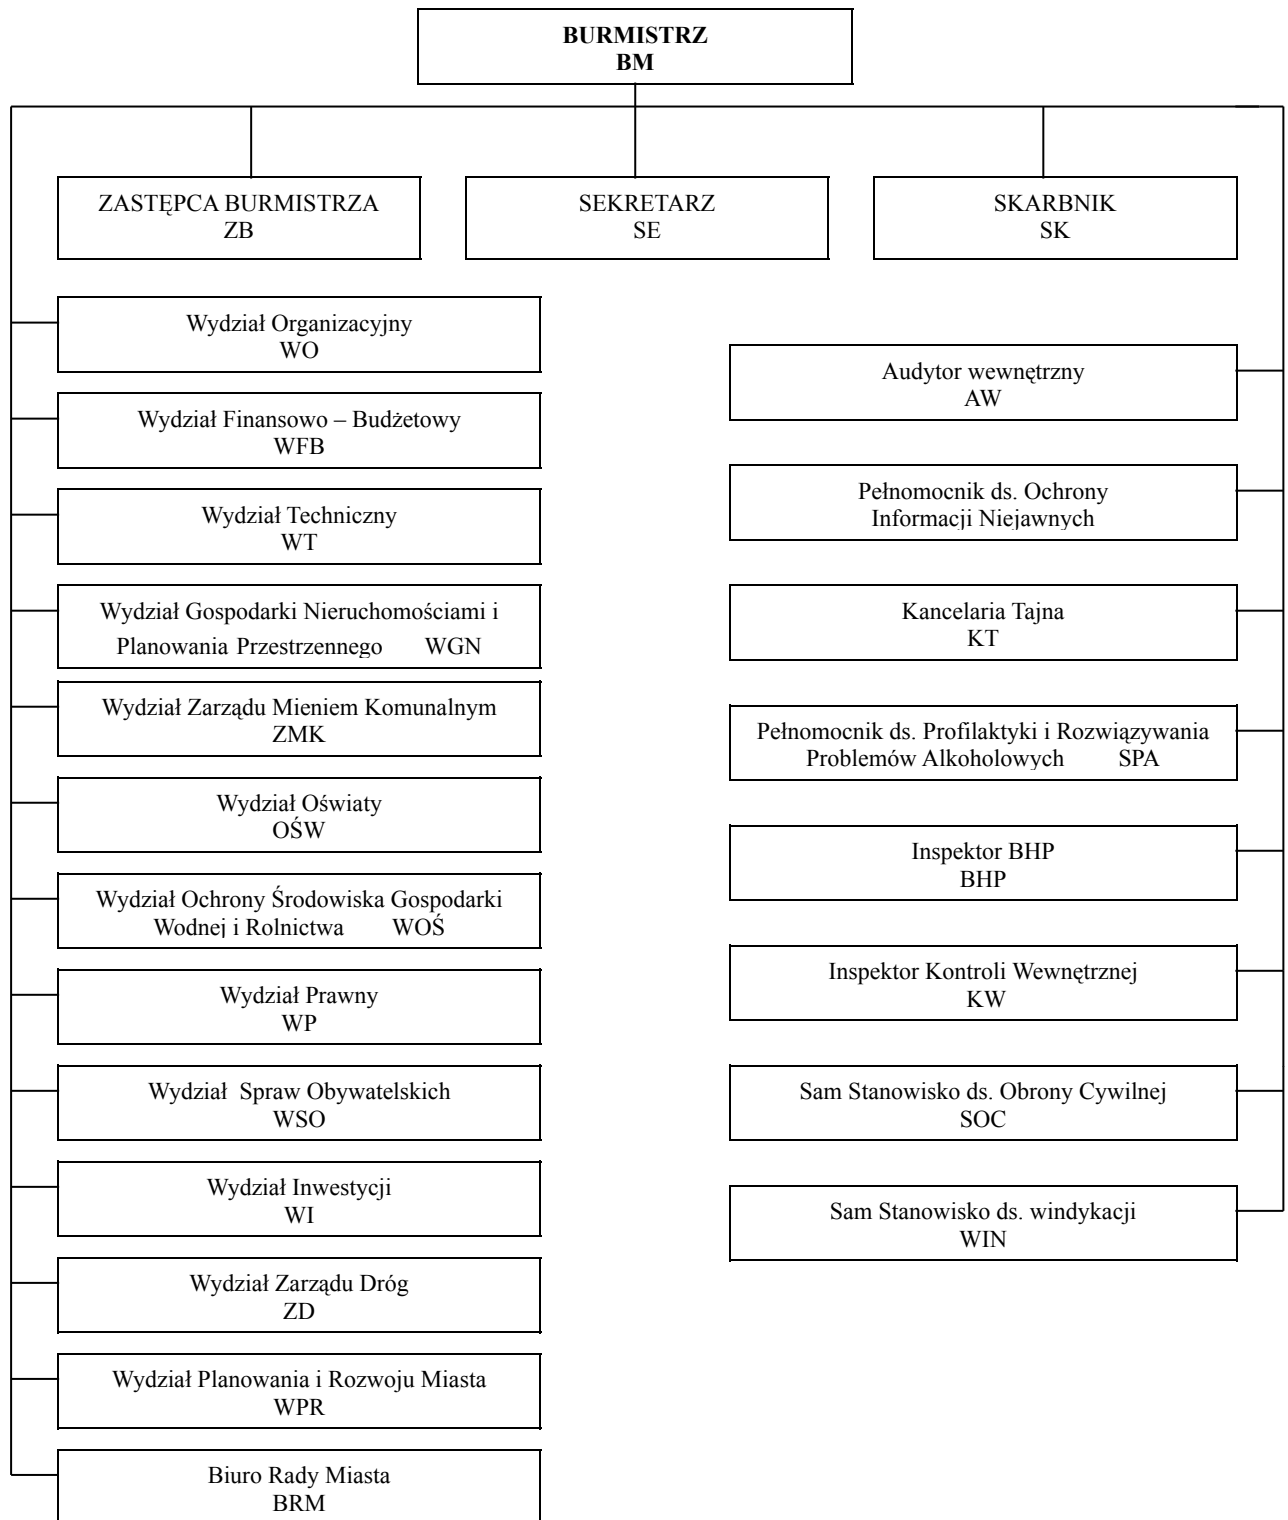 BURMISTRZ
BM
ZASTĘPCA BURMISTRZA
ZB
SEKRETARZ
SE
SKARBNIK
SK
Wydział Organizacyjny
WO
Wydział Finansowo – Budżetowy
WFB
Wydział Techniczny
WT
Wydział Gospodarki Nieruchomościami i
Planowania Przestrzennego WGN
Wydział Zarządu Mieniem Komunalnym
ZMK
Wydział Oświaty
OŚW
Wydział Ochrony Środowiska Gospodarki
Wodnej i Rolnictwa WOŚ
Wydział Prawny
WP
Wydział Spraw Obywatelskich
WSO
Wydział Inwestycji
WI
Wydział Zarządu Dróg
ZD
Wydział Planowania i Rozwoju Miasta
WPR
Biuro Rady Miasta
BRM
Audytor wewnętrzny
AW
Pełnomocnik ds. Ochrony
Informacji Niejawnych
Kancelaria Tajna
KT
Pełnomocnik ds. Profilaktyki i Rozwiązywania
Problemów Alkoholowych SPA
Inspektor BHP
BHP
Inspektor Kontroli Wewnętrznej
KW
Sam Stanowisko ds. Obrony Cywilnej
SOC
Sam Stanowisko ds. windykacji
WIN